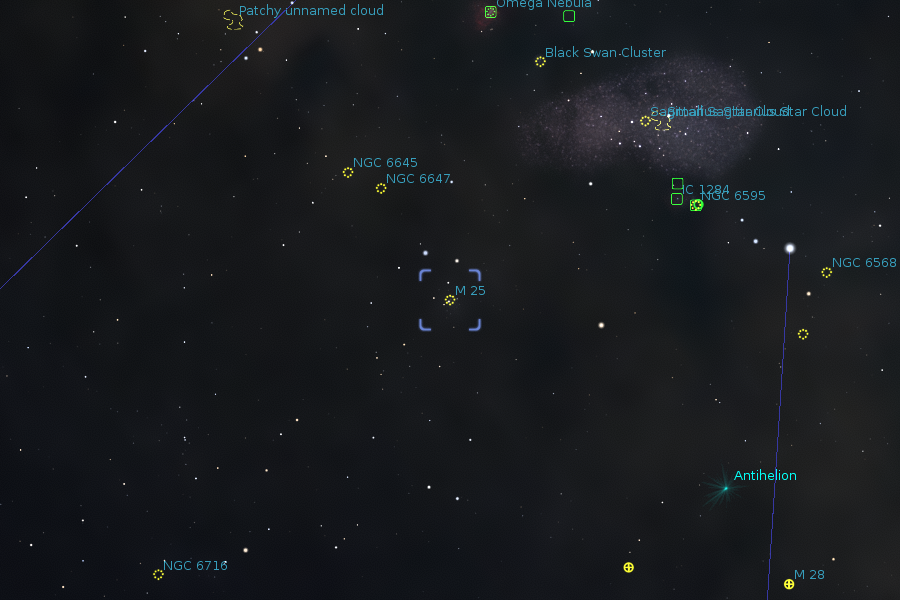 Omega Nebula
Patchy unnamed cloud
Black Swan Cluster
Small Sagittarius Star Cloud
NGC 6645
NGC 6647
IC 1284
NGC 6595
NGC 6568
M 25
Antihelion
NGC 6716
M 28